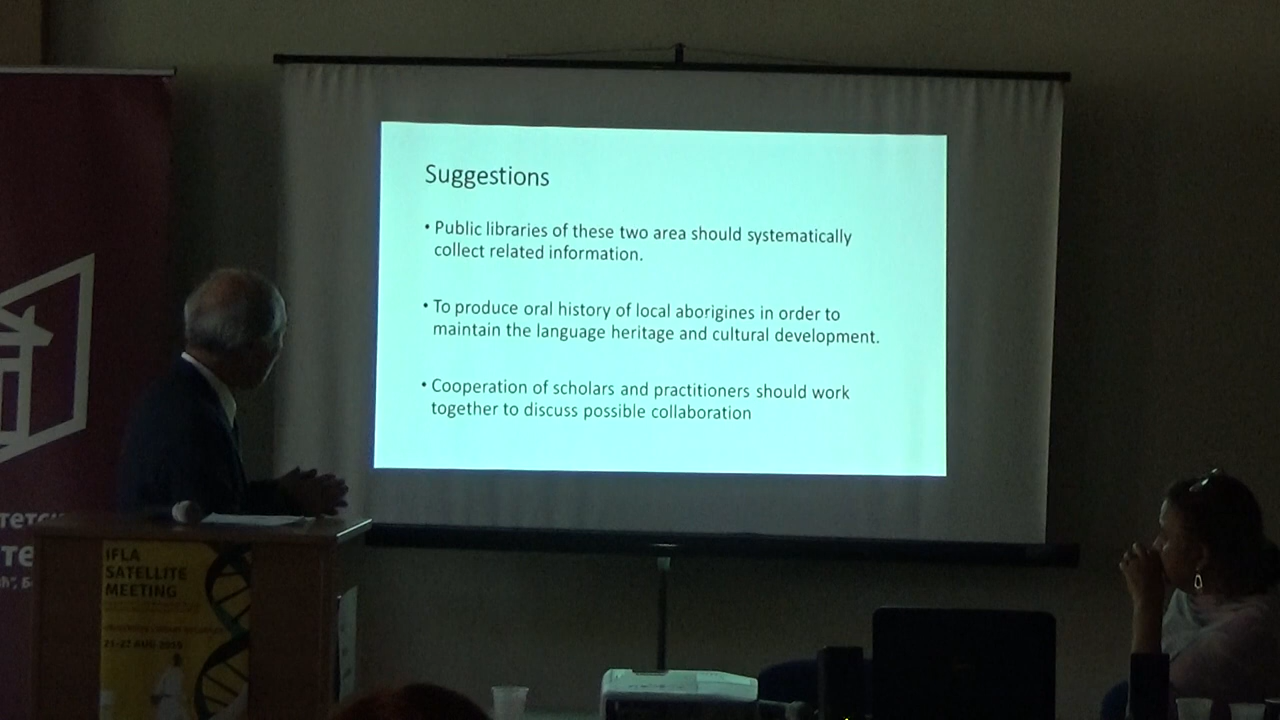 Suggestions
• Public libraries of these two area should systematically
collect related information.
• To produce oral history of local aborigines in order to
maintain the language heritage and cultural development.
• Cooperation of scholars and practitioners should work
together to discuss possible collaboration
IFLA
SATELLITE
MEETING